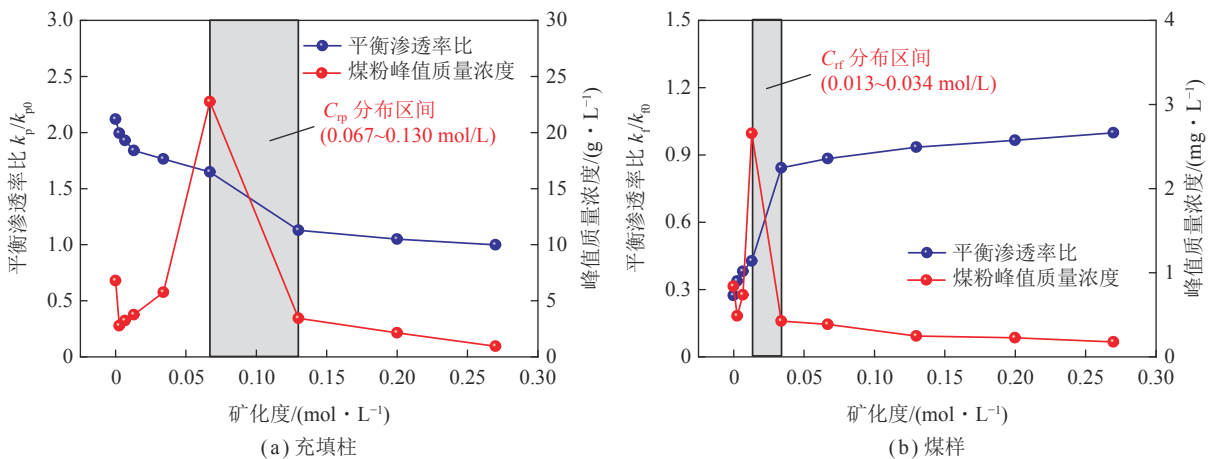 3.0
2.5
2.0
1.5
1.0
0.5
0
平衡渗透率比 kₚ/kₚ₀
平衡渗透率比
煤粉峰值质量浓度
Cᵣₚ 分布区间
(0.067~0.130 mol/L)
30
25
20
15
10
5
0
峰值质量浓度/(g·L⁻¹)
0 0.05 0.10 0.15 0.20 0.25 0.30
矿化度/(mol·L⁻¹)
(a) 充填柱
1.5
1.2
0.9
0.6
0.3
0
平衡渗透率比 k_f/k_f0
C_rf 分布区间
(0.013~0.034 mol/L)
平衡渗透率比
煤粉峰值质量浓度
4
3
2
1
0
峰值质量浓度/(mg·L⁻¹)
0 0.05 0.10 0.15 0.20 0.25 0.30
矿化度/(mol·L⁻¹)
(b) 煤样